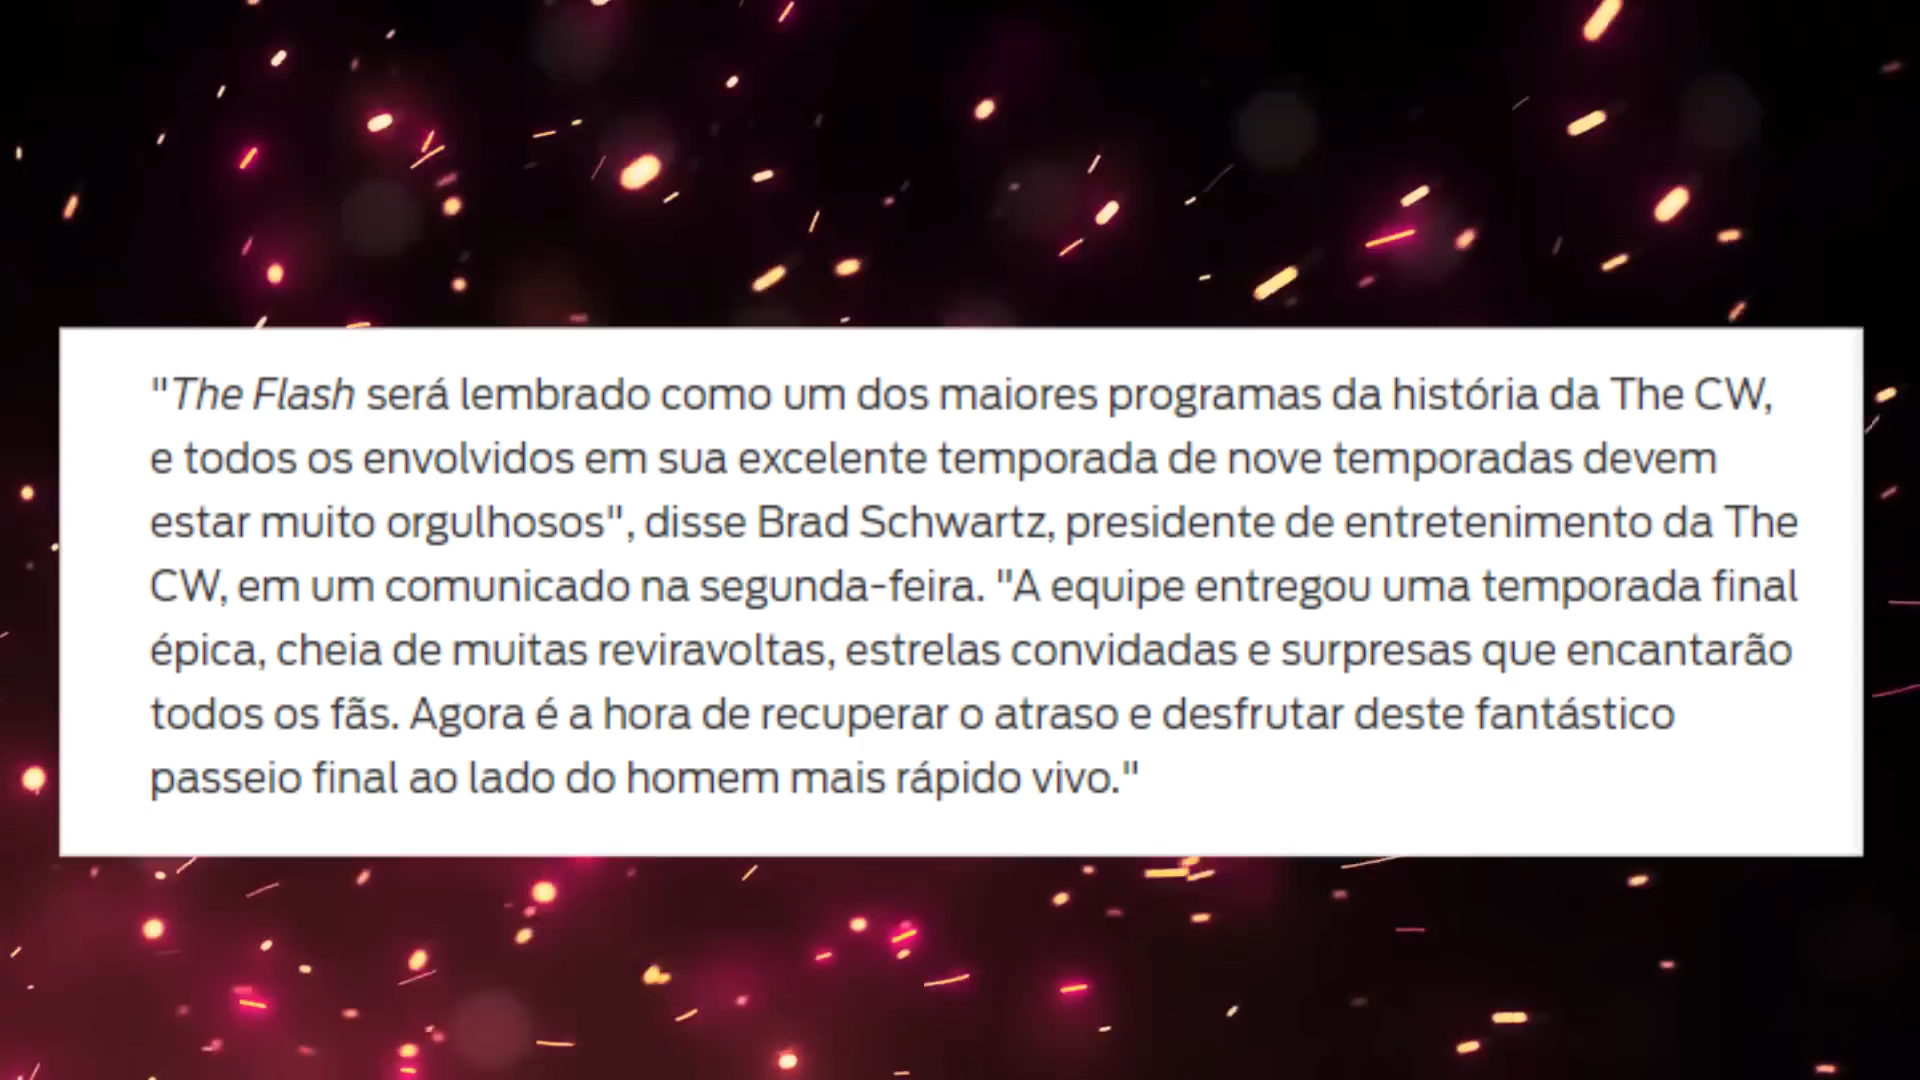 "The Flash será lembrado como um dos maiores programas da história da The CW,
e todos os envolvidos em sua excelente temporada de nove temporadas devem
estar muito orgulhosos", disse Brad Schwartz, presidente de entretenimento da The
CW, em um comunicado na segunda-feira. "A equipe entregou uma temporada final
épica, cheia de muitas reviravoltas, estrelas convidadas e surpresas que encantarão
todos os fãs. Agora é a hora de recuperar o atraso e desfrutar deste fantástico
passeio final ao lado do homem mais rápido vivo."